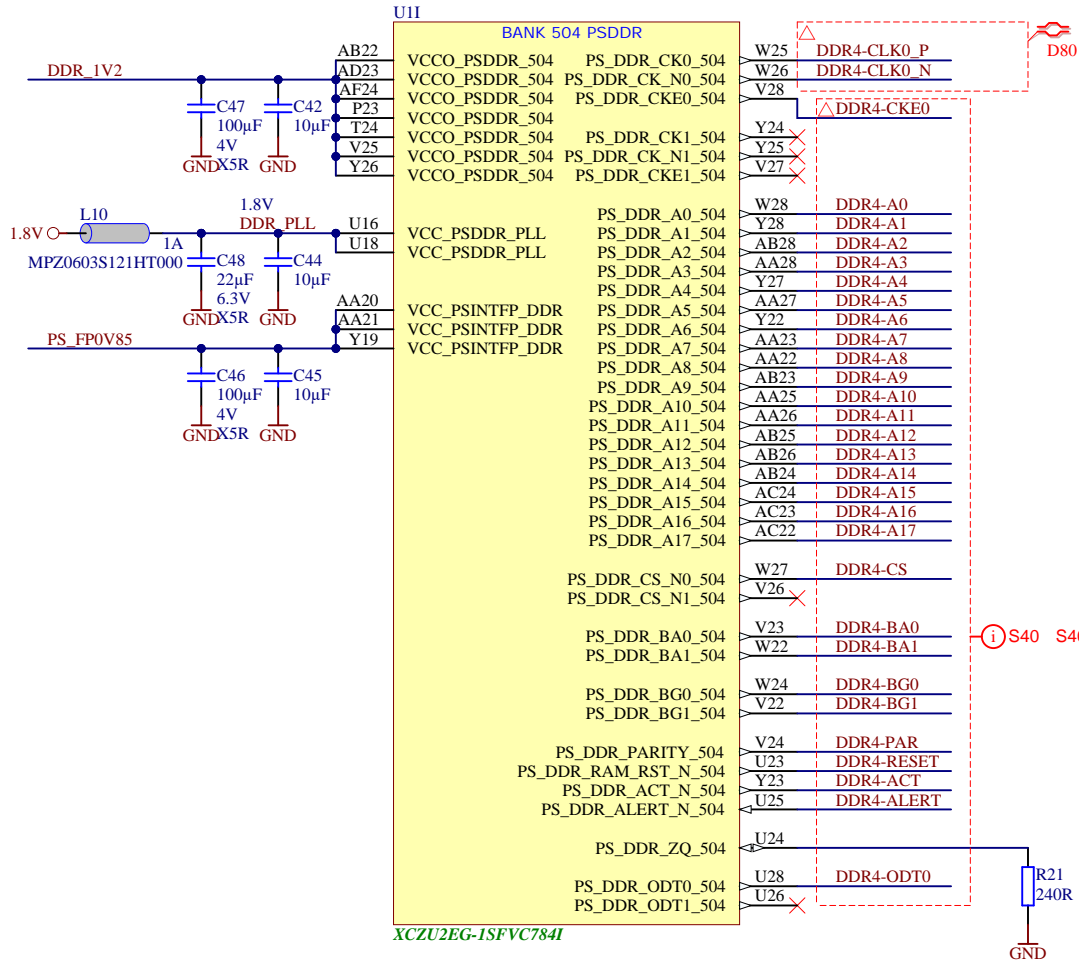 U1I
BANK 504 PSDDR
DDR_1V2
AB22 VCCO_PSDDR_504
AD23 VCCO_PSDDR_504
AF24 VCCO_PSDDR_504
P23 VCCO_PSDDR_504
T24 VCCO_PSDDR_504
V25 VCCO_PSDDR_504
Y26 VCCO_PSDDR_504
C47
100µF
4V
X5R
GND
C42
10µF
GND
1.8V
L10
1A
MPZ0603S121HT000
1.8V
DDR_PLL
U16 VCC_PSDDR_PLL
U18 VCC_PSDDR_PLL
C48
22µF
6.3V
X5R
GND
C44
10µF
GND
PS_FP0V85
AA20 VCC_PSINTFP_DDR
AA21 VCC_PSINTFP_DDR
Y19 VCC_PSINTFP_DDR
C46
100µF
4V
X5R
GND
C45
10µF
GND
PS_DDR_CK0_504 W25 DDR4-CLK0_P
PS_DDR_CK_N0_504 W26 DDR4-CLK0_N
PS_DDR_CKE0_504 V28 DDR4-CKE0
D80
PS_DDR_CK1_504 Y24
PS_DDR_CK_N1_504 Y25
PS_DDR_CKE1_504 V27
PS_DDR_A0_504 W28 DDR4-A0
PS_DDR_A1_504 Y28 DDR4-A1
PS_DDR_A2_504 AB28 DDR4-A2
PS_DDR_A3_504 AA28 DDR4-A3
PS_DDR_A4_504 Y27 DDR4-A4
PS_DDR_A5_504 AA27 DDR4-A5
PS_DDR_A6_504 Y22 DDR4-A6
PS_DDR_A7_504 AA23 DDR4-A7
PS_DDR_A8_504 AA22 DDR4-A8
PS_DDR_A9_504 AB23 DDR4-A9
PS_DDR_A10_504 AA25 DDR4-A10
PS_DDR_A11_504 AA26 DDR4-A11
PS_DDR_A12_504 AB25 DDR4-A12
PS_DDR_A13_504 AB26 DDR4-A13
PS_DDR_A14_504 AB24 DDR4-A14
PS_DDR_A15_504 AC24 DDR4-A15
PS_DDR_A16_504 AC23 DDR4-A16
PS_DDR_A17_504 AC22 DDR4-A17
PS_DDR_CS_N0_504 W27 DDR4-CS
PS_DDR_CS_N1_504 V26
PS_DDR_BA0_504 V23 DDR4-BA0
PS_DDR_BA1_504 W22 DDR4-BA1
i S40
PS_DDR_BG0_504 W24 DDR4-BG0
PS_DDR_BG1_504 V22 DDR4-BG1
PS_DDR_PARITY_504 V24 DDR4-PAR
PS_DDR_RAM_RST_N_504 U23 DDR4-RESET
PS_DDR_ACT_N_504 Y23 DDR4-ACT
PS_DDR_ALERT_N_504 U25 DDR4-ALERT
PS_DDR_ZQ_504 U24
PS_DDR_ODT0_504 U28 DDR4-ODT0
PS_DDR_ODT1_504 U26
R21
240R
GND
XCZU2EG-1SFVC784I